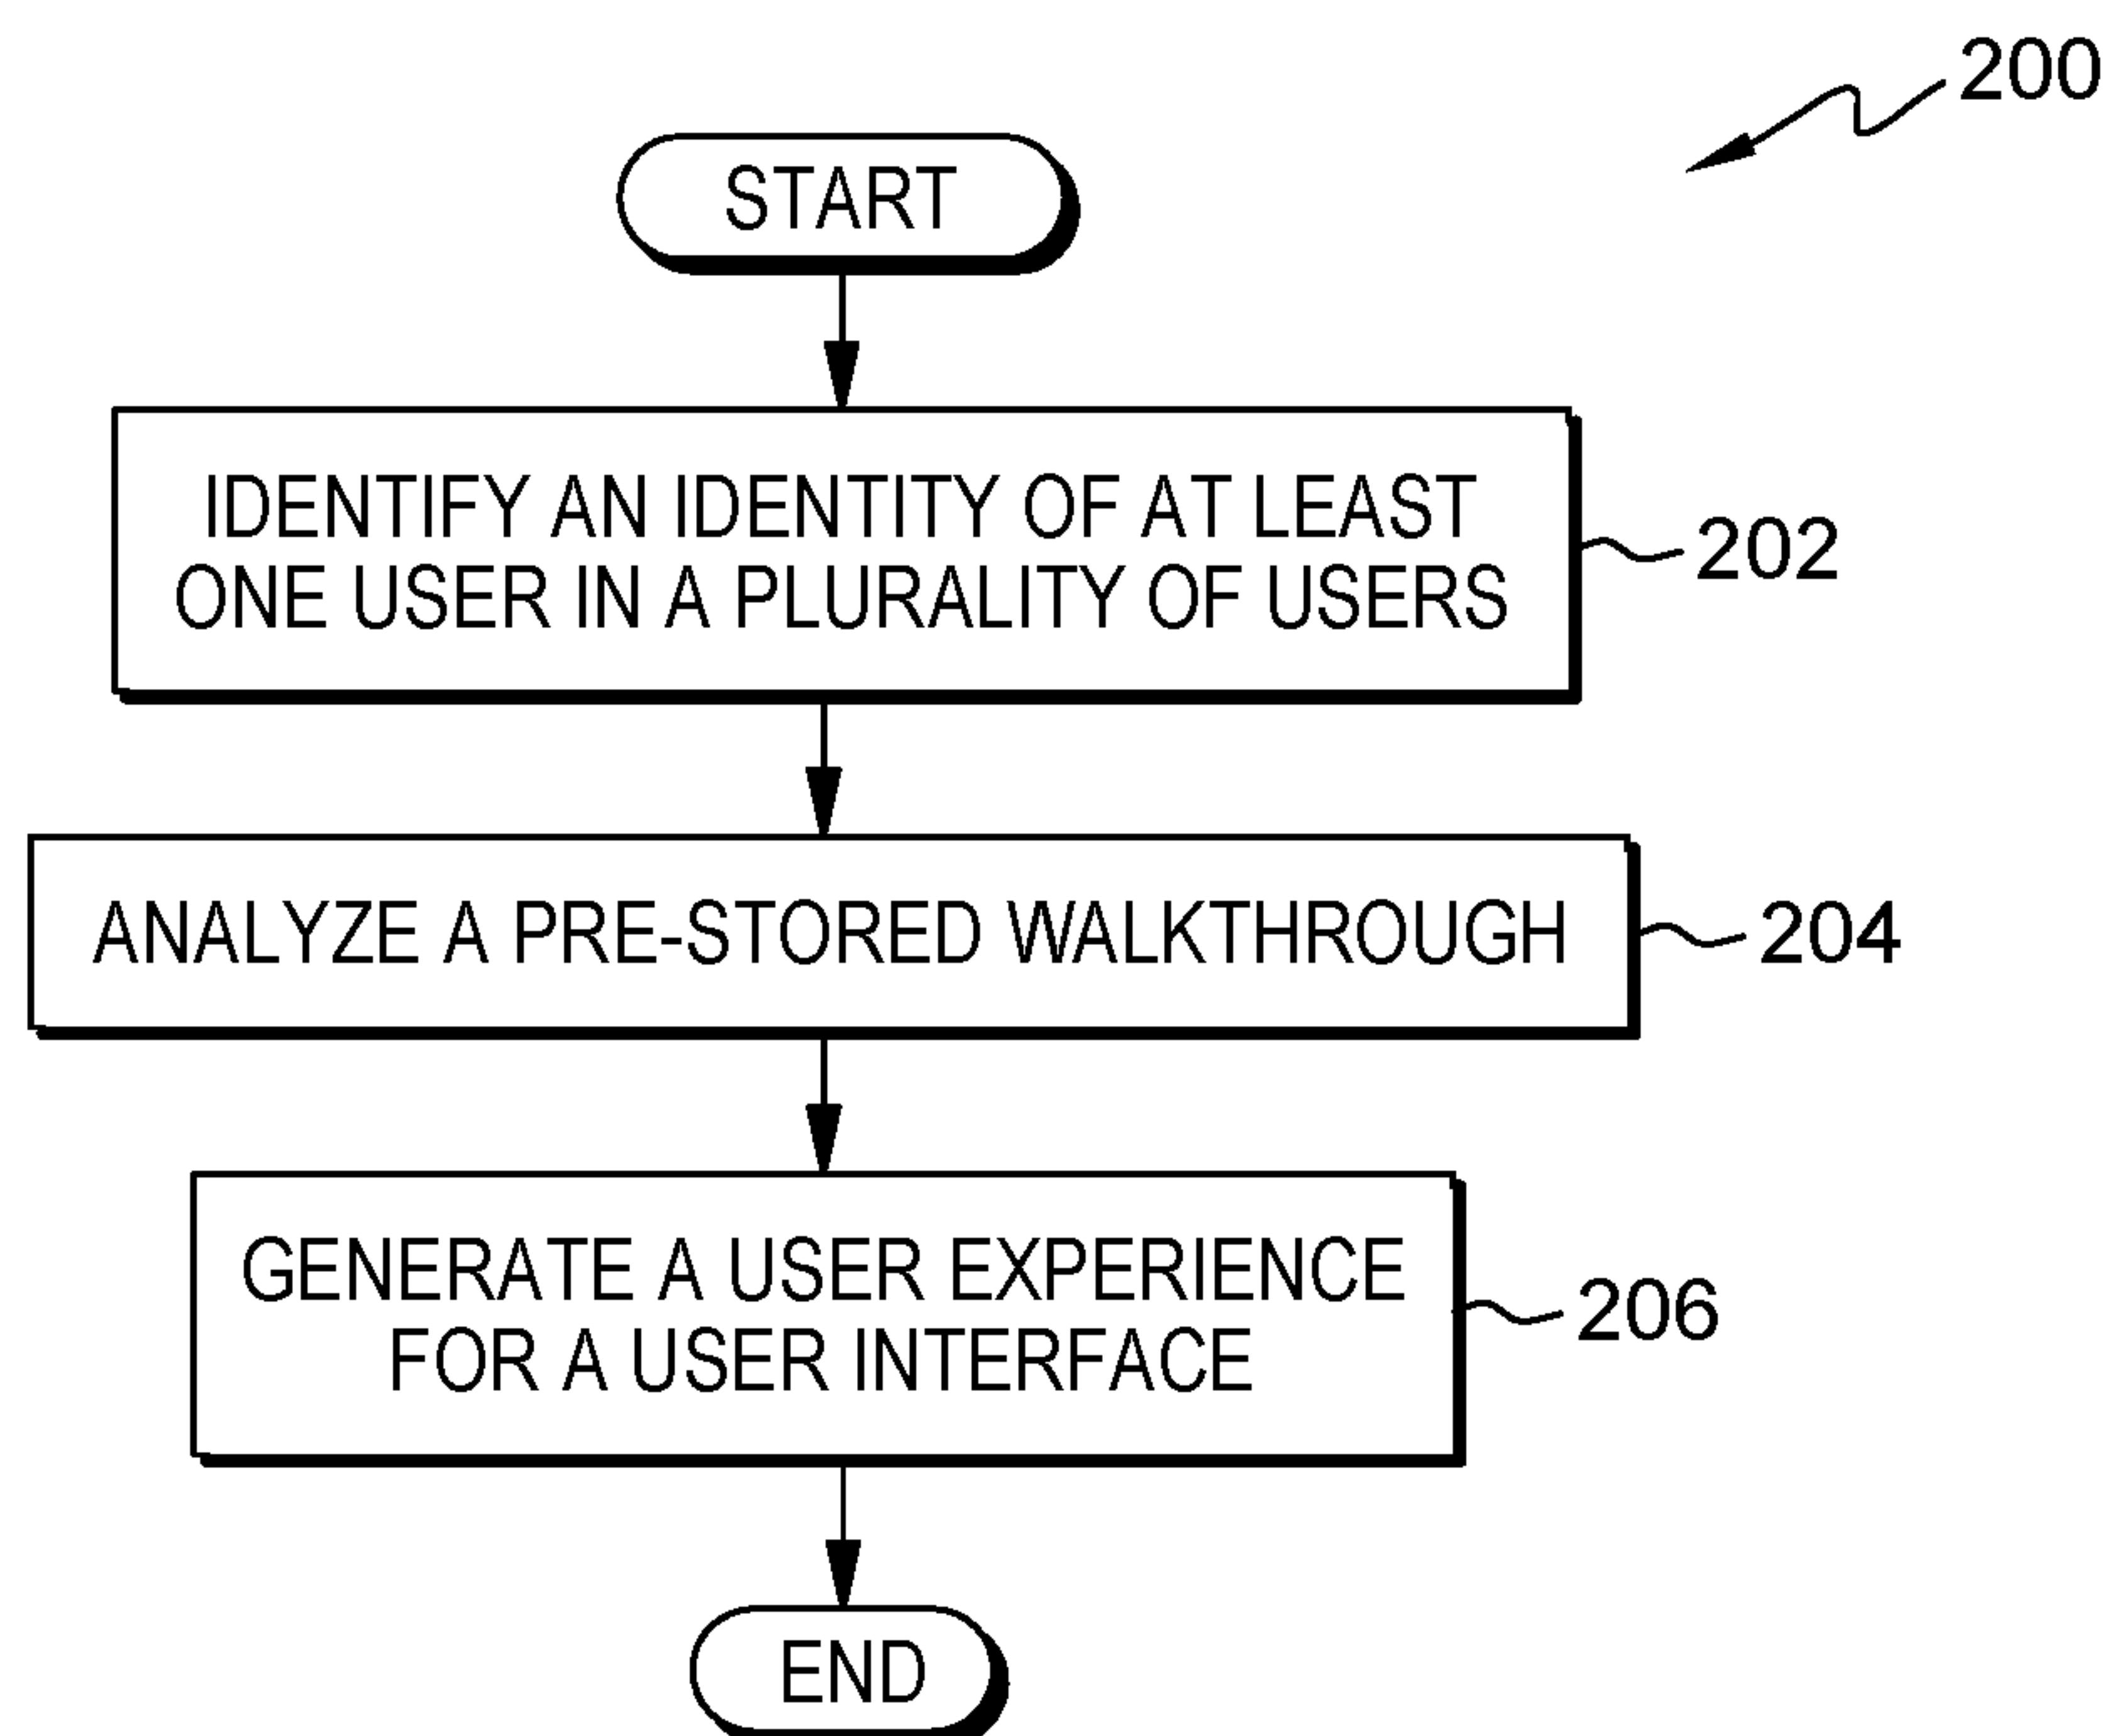 200
START
IDENTIFY AN IDENTITY OF AT LEAST
ONE USER IN A PLURALITY OF USERS
202
ANALYZE A PRE-STORED WALKTHROUGH
204
GENERATE A USER EXPERIENCE
FOR A USER INTERFACE
206
END